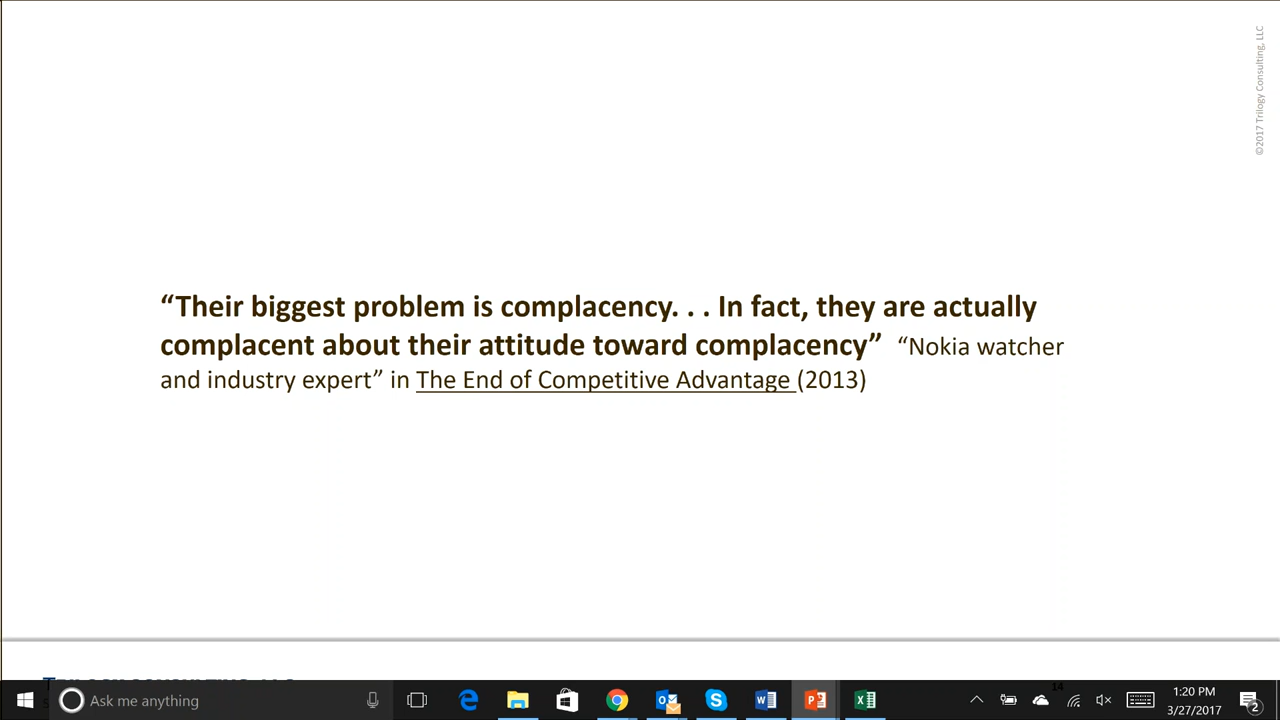 ©2017 Trilogy Consulting, LLC
“Their biggest problem is complacency. . . In fact, they are actually
complacent about their attitude toward complacency” “Nokia watcher
and industry expert” in The End of Competitive Advantage (2013)
14
Ask me anything
1:20 PM
3/27/2017
2